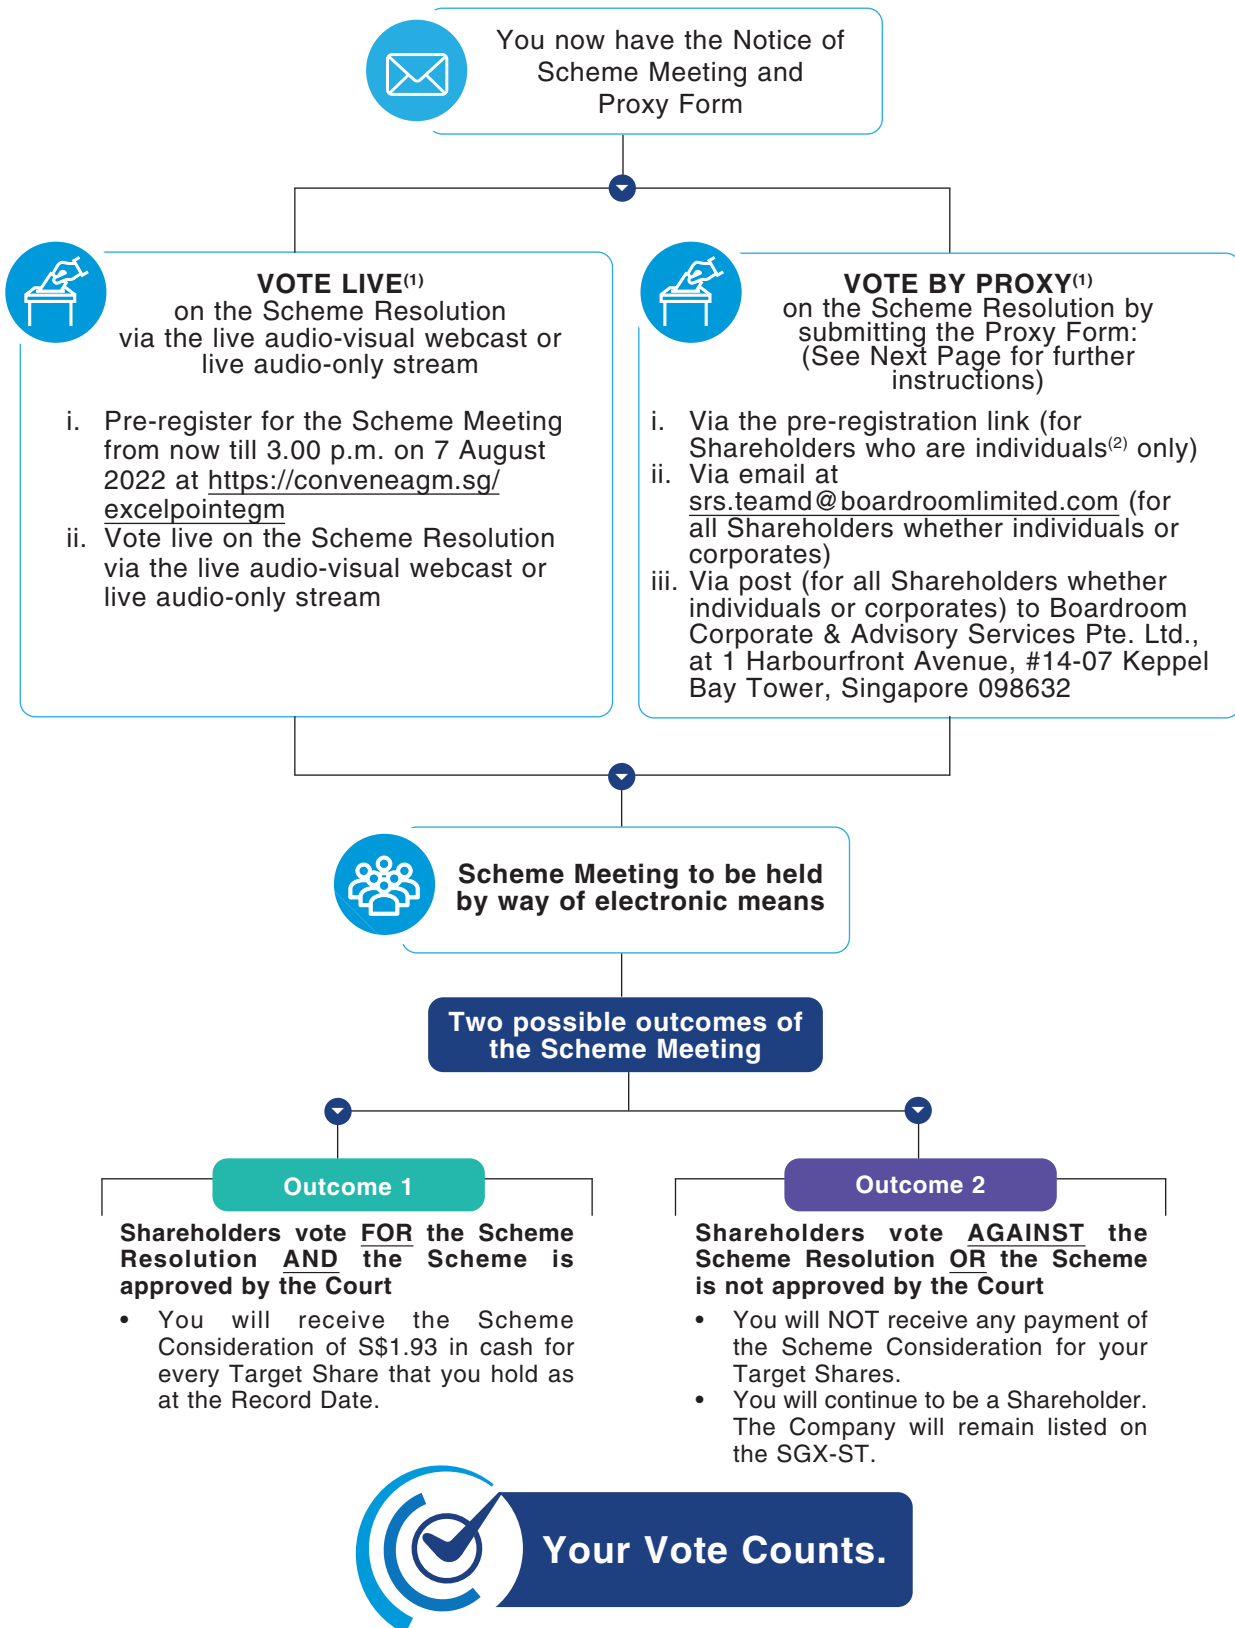 You now have the Notice of
Scheme Meeting and
Proxy Form
VOTE LIVE(1)
on the Scheme Resolution
via the live audio-visual webcast or
live audio-only stream
i. Pre-register for the Scheme Meeting
from now till 3.00 p.m. on 7 August
2022 at https://conveneagm.sg/
excelpointegm
ii. Vote live on the Scheme Resolution
via the live audio-visual webcast or
live audio-only stream
VOTE BY PROXY(1)
on the Scheme Resolution by
submitting the Proxy Form:
(See Next Page for further
instructions)
i. Via the pre-registration link (for
Shareholders who are individuals(2) only)
ii. Via email at
srs.teamd@boardroomlimited.com (for
all Shareholders whether individuals or
corporates)
iii. Via post (for all Shareholders whether
individuals or corporates) to Boardroom
Corporate & Advisory Services Pte. Ltd.,
at 1 Harbourfront Avenue, #14-07 Keppel
Bay Tower, Singapore 098632
Scheme Meeting to be held
by way of electronic means
Two possible outcomes of
the Scheme Meeting
Outcome 1
Shareholders vote FOR the Scheme
Resolution AND the Scheme is
approved by the Court
• You will receive the Scheme
Consideration of S$1.93 in cash for
every Target Share that you hold as
at the Record Date.
Outcome 2
Shareholders vote AGAINST the
Scheme Resolution OR the Scheme
is not approved by the Court
• You will NOT receive any payment of
the Scheme Consideration for your
Target Shares.
• You will continue to be a Shareholder.
The Company will remain listed on
the SGX-ST.
Your Vote Counts.